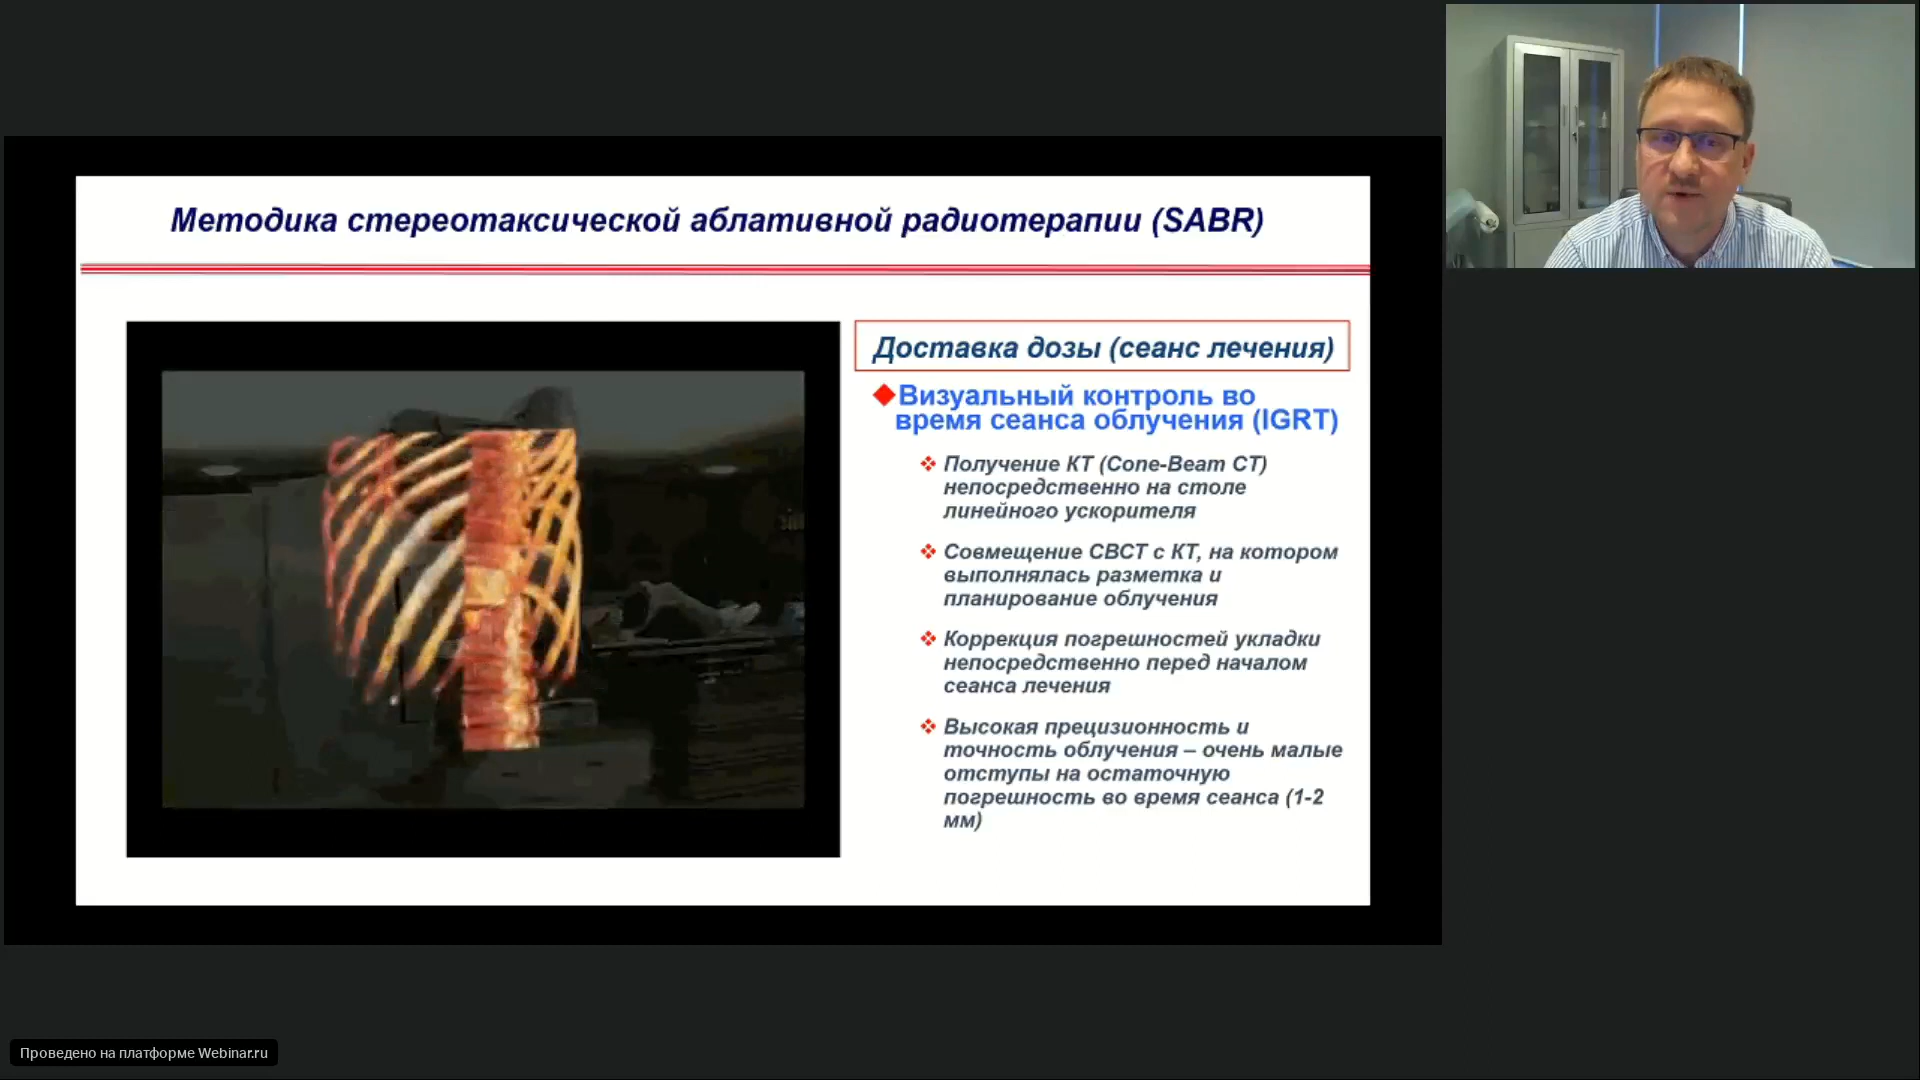 Методика стереотаксической аблативной радиотерапии (SABR)
Доставка дозы (сеанс лечения)
Визуальный контроль во
время сеанса облучения (IGRT)
Получение КТ (Cone-Beam CT)
непосредственно на столе
линейного ускорителя
Совмещение CBCT с КТ, на котором
выполнялась разметка и
планирование облучения
Коррекция погрешностей укладки
непосредственно перед началом
сеанса лечения
Высокая прецизионность и
точность облучения – очень малые
отступы на остаточную
погрешность во время сеанса (1-2
мм)
Проведено на платформе Webinar.ru